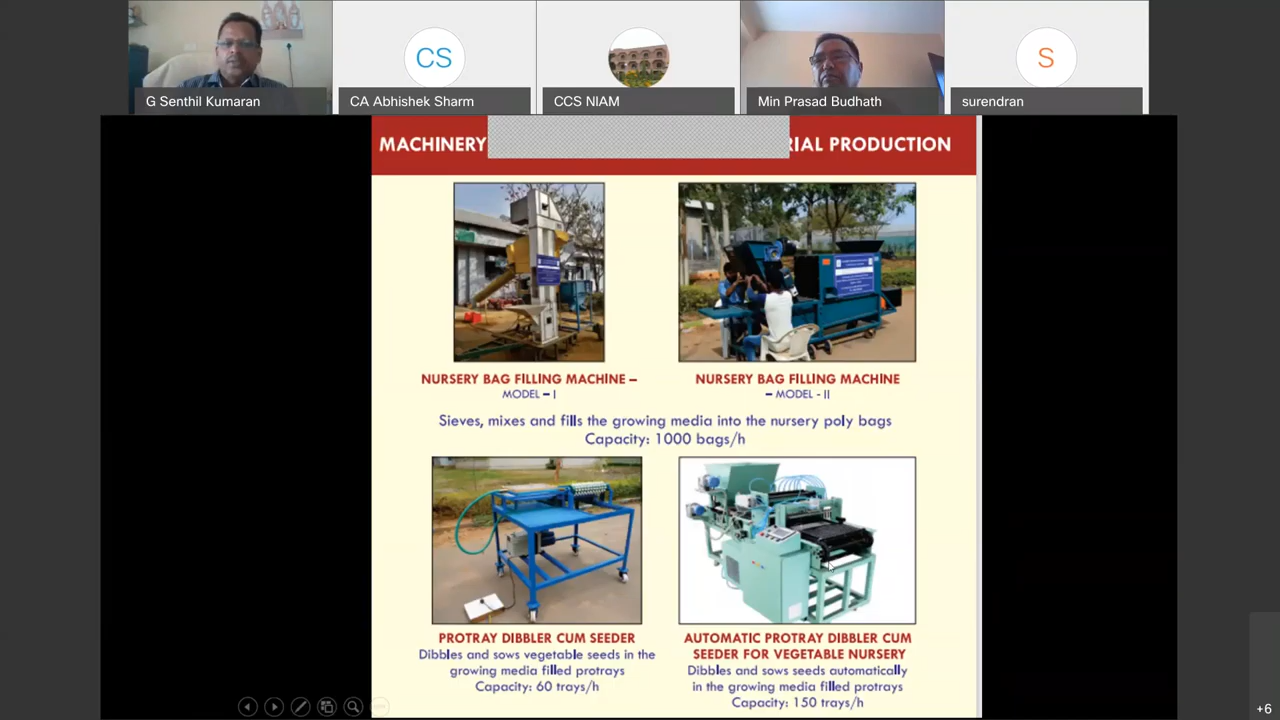 CS
S
G Senthil Kumaran
CA Abhishek Sharm
CCS NIAM
Min Prasad Budhath
surendran
MACHINERY
RIAL PRODUCTION
NURSERY BAG FILLING MACHINE –
MODEL – I
NURSERY BAG FILLING MACHINE
– MODEL - II
Sieves, mixes and fills the growing media into the nursery poly bags
Capacity: 1000 bags/h
PROTRAY DIBBLER CUM SEEDER
Dibbles and sows vegetable seeds in the
growing media filled protrays
Capacity: 60 trays/h
AUTOMATIC PROTRAY DIBBLER CUM
SEEDER FOR VEGETABLE NURSERY
Dibbles and sows seeds automatically
in the growing media filled protrays
Capacity: 150 trays/h
+6